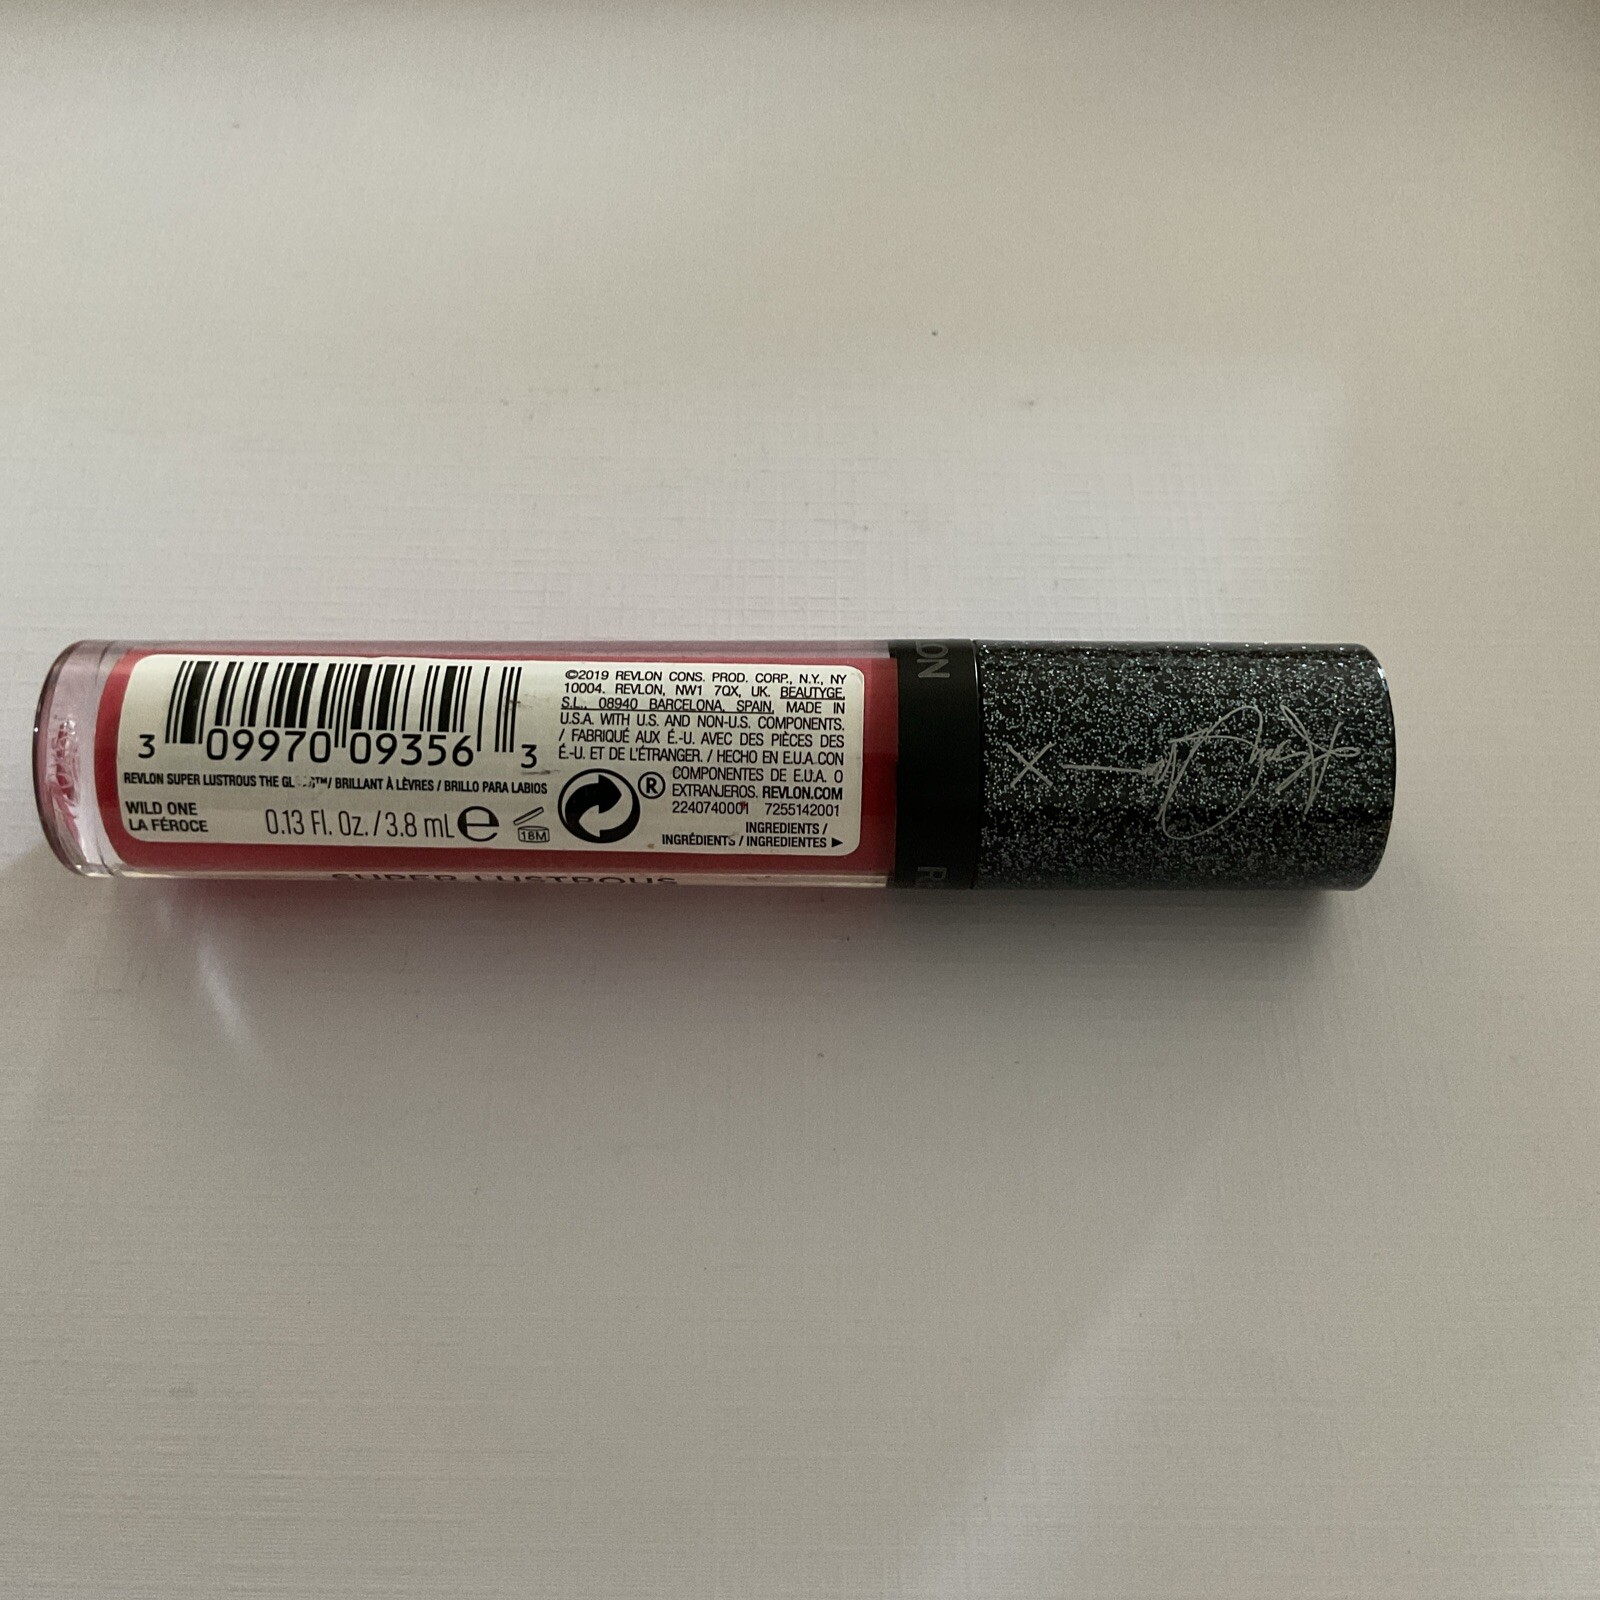 3 09970 09356 3
REVLON SUPER LUSTROUS THE ™/ BRILLANT À LÈVRES / BRILLO PARA LABIOS
WILD ONE
LA FÉROCE
0.13 Fl. Oz. / 3.8 mL e
18M
©2019 REVLON CONS. PROD. CORP., N.Y., NY
10004. REVLON, NW1 7QX, UK. BEAUTYGE,
S.L., 08940 BARCELONA, SPAIN, MADE IN
U.S.A. WITH U.S. AND NON-U.S. COMPONENTS.
/ FABRIQUÉ AUX É.-U. AVEC DES PIÈCES DES
É.-U. ET DE L'ÉTRANGER. / HECHO EN E.U.A. CON
COMPONENTES DE E.U.A. O
EXTRANJEROS. REVLON.COM
®
2240740001 7255142001
INGREDIENTS /
INGRÉDIENTS / INGREDIENTES ►
SUPER LUSTROUS